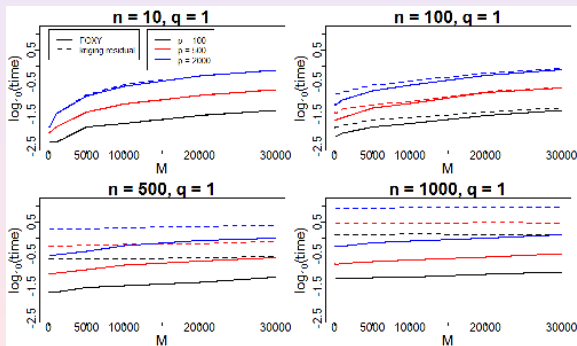 n = 10, q = 1
n = 100, q = 1
log₁₀(time)
0.5
-0.5
-1.5
-2.5
FOXY
kriging residual
p = 100
p = 500
p = 2000
0 5000 10000 20000 30000
M
log₁₀(time)
0.5
-0.5
-1.5
-2.5
0 5000 10000 20000 30000
M
n = 500, q = 1
n = 1000, q = 1
log₁₀(time)
0.5
-0.5
-1.5
-2.5
0 5000 10000 20000 30000
M
log₁₀(time)
0.5
-0.5
-1.5
-2.5
0 5000 10000 20000 30000
M